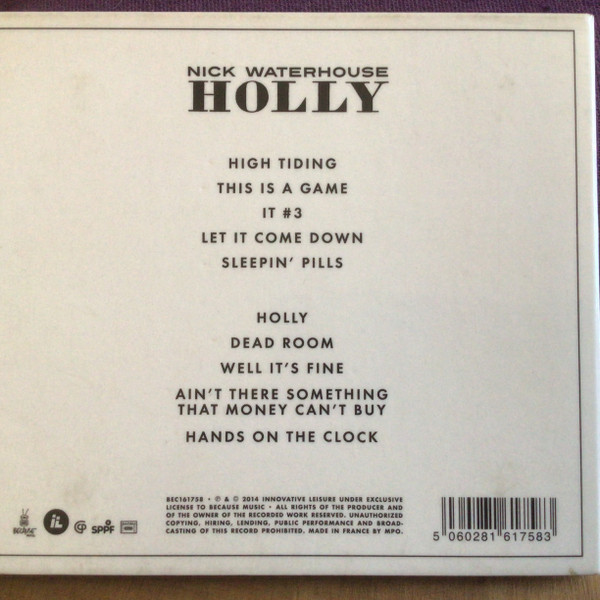 NICK WATERHOUSE
HOLLY
HIGH TIDING
THIS IS A GAME
IT #3
LET IT COME DOWN
SLEEPIN' PILLS
HOLLY
DEAD ROOM
WELL IT'S FINE
AIN'T THERE SOMETHING
THAT MONEY CAN'T BUY
HANDS ON THE CLOCK
BEC161758 • ℗ & © 2014 INNOVATIVE LEISURE UNDER EXCLUSIVE
LICENSE TO BECAUSE MUSIC • ALL RIGHTS OF THE PRODUCER AND
OF THE OWNER OF THE RECORDED WORK RESERVED. UNAUTHORIZED
COPYING, HIRING, LENDING, PUBLIC PERFORMANCE AND BROAD-
CASTING OF THIS RECORD PROHIBITED. MADE IN FRANCE BY MPO.
BECAUSE
iL
SPPF
5 060281 617583